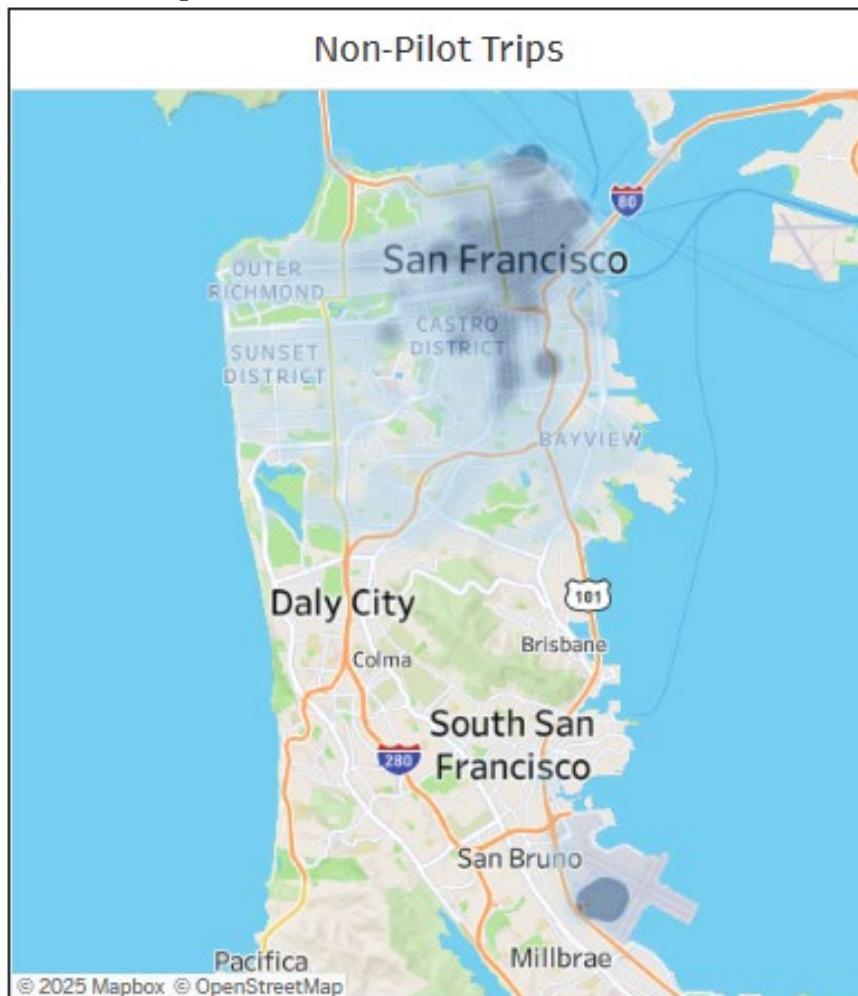 Non-Pilot Trips
80
San Francisco
OUTER
RICHMOND
CASTRO
DISTRICT
SUNSET
DISTRICT
BAYVIEW
Daly City
101
Brisbane
Colma
South San
Francisco
280
San Bruno
Pacifica
Millbrae
© 2025 Mapbox © OpenStreetMap